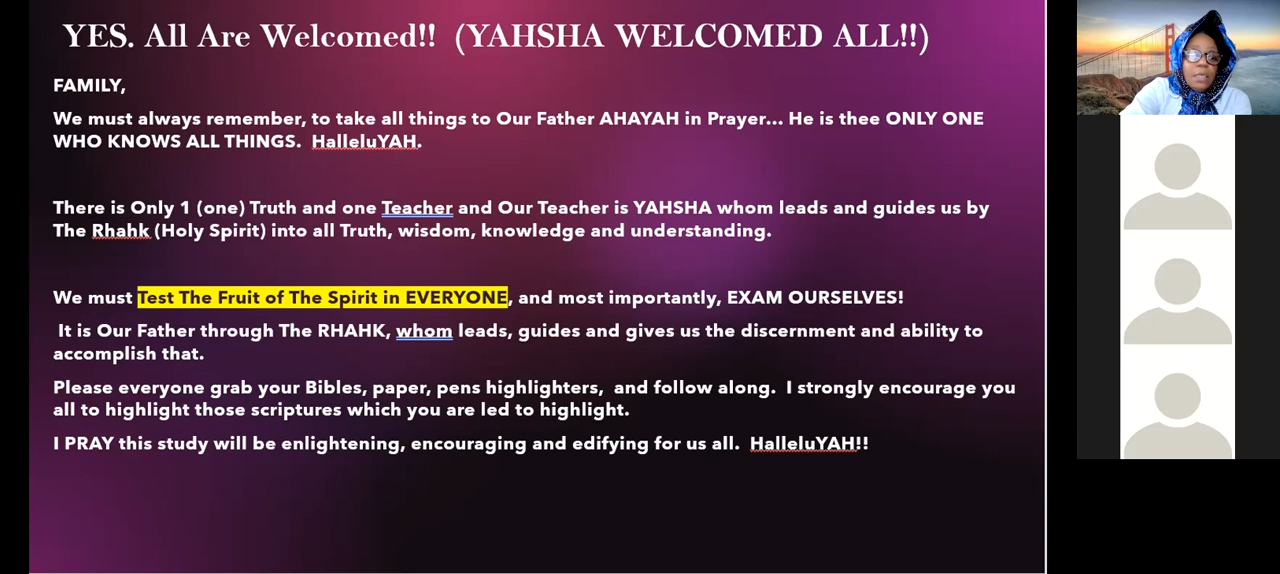 YES. All Are Welcomed!! (YAHSHA WELCOMED ALL!!)
FAMILY,
We must always remember, to take all things to Our Father AHAYAH in Prayer... He is thee ONLY ONE
WHO KNOWS ALL THINGS. HalleluYAH.
There is Only 1 (one) Truth and one Teacher and Our Teacher is YAHSHA whom leads and guides us by
The Rhahk (Holy Spirit) into all Truth, wisdom, knowledge and understanding.
We must Test The Fruit of The Spirit in EVERYONE, and most importantly, EXAM OURSELVES!
It is Our Father through The RHAHK, whom leads, guides and gives us the discernment and ability to
accomplish that.
Please everyone grab your Bibles, paper, pens highlighters, and follow along. I strongly encourage you
all to highlight those scriptures which you are led to highlight.
I PRAY this study will be enlightening, encouraging and edifying for us all. HalleluYAH!!